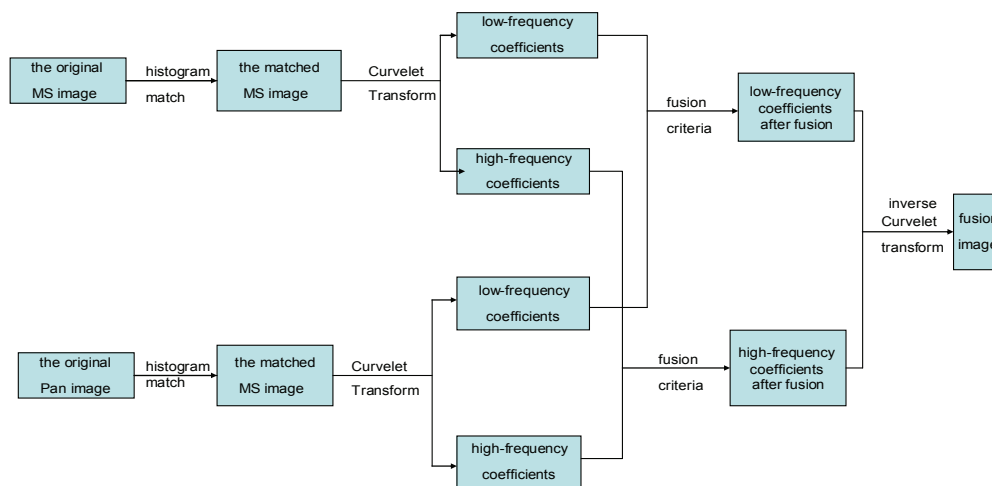 the original
MS image
histogram
match
the matched
MS image
Curvelet
Transform
low-frequency
coefficients
high-frequency
coefficients
fusion
criteria
low-frequency
coefficients
after fusion
inverse
Curvelet
transform
fusion
image
the original
Pan image
histogram
match
the matched
MS image
Curvelet
Transform
low-frequency
coefficients
high-frequency
coefficients
fusion
criteria
high-frequency
coefficients
after fusion